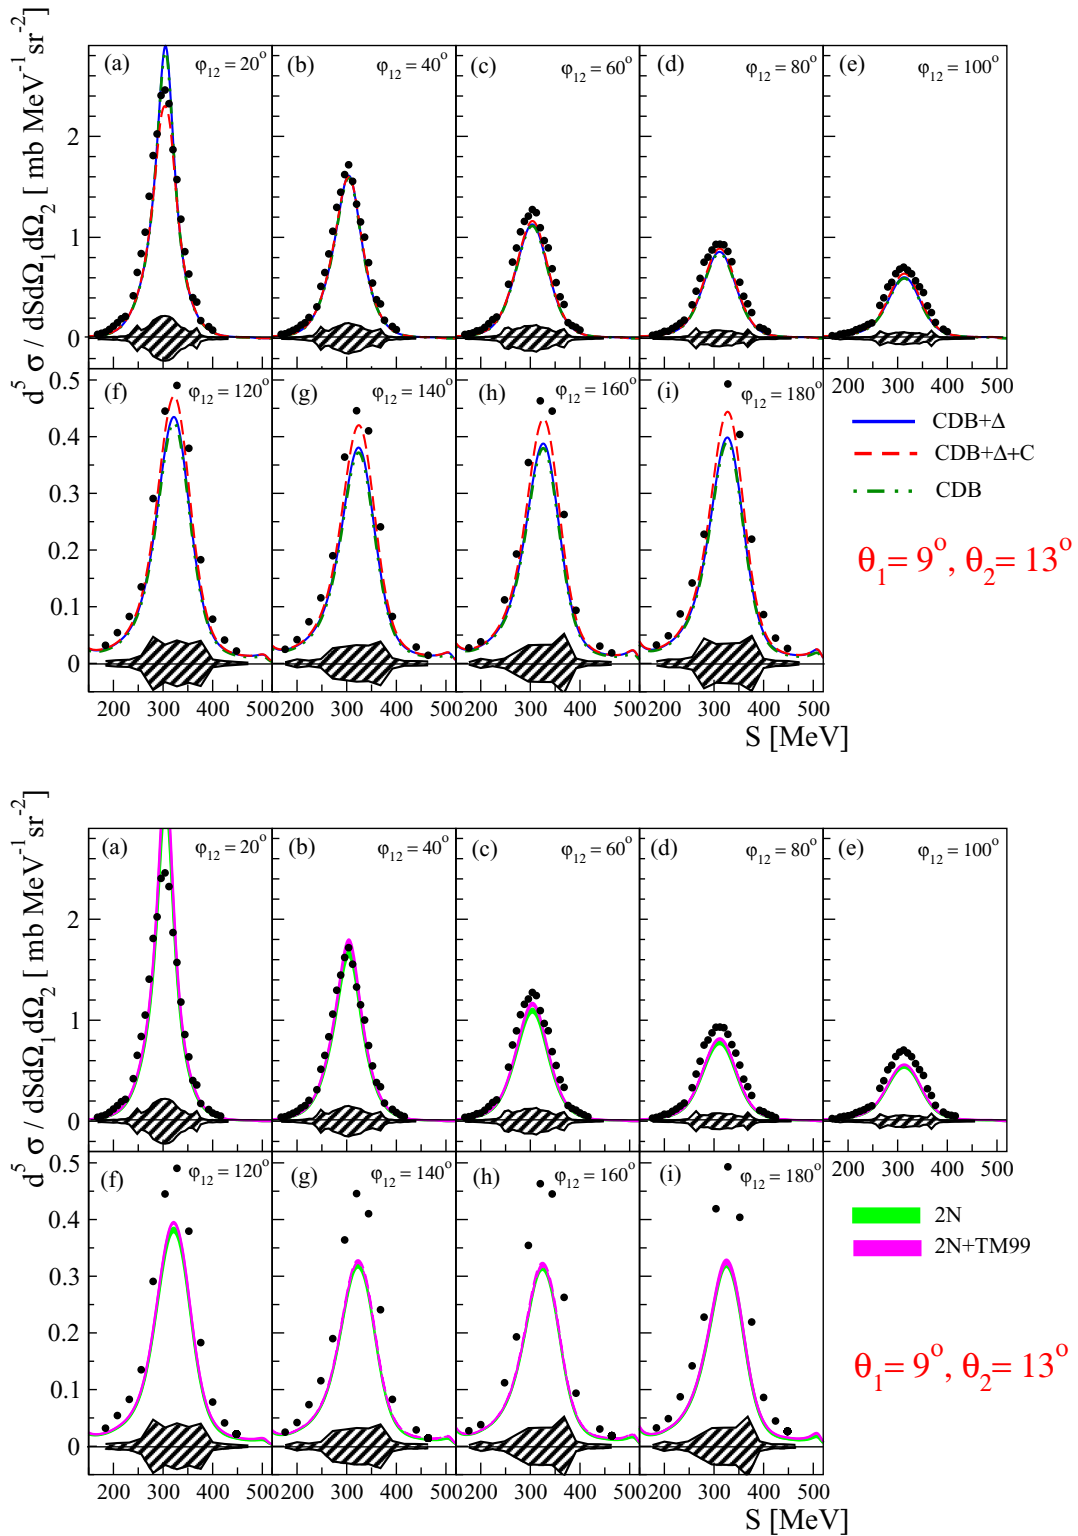 d⁵ σ / dSdΩ₁dΩ₂ [ mb MeV⁻¹sr⁻²]
(a) φ₁₂ = 20° (b) φ₁₂ = 40° (c) φ₁₂ = 60° (d) φ₁₂ = 80° (e) φ₁₂ = 100°
2
1
0
200 300 400 500
(f) φ₁₂ = 120° (g) φ₁₂ = 140° (h) φ₁₂ = 160° (i) φ₁₂ = 180°
0.5
0.4
0.3
0.2
0.1
0
CDB+Δ
CDB+Δ+C
CDB
θ₁= 9°, θ₂= 13°
200 300 400 500 200 300 400 500 200 300 400 500 200 300 400 500
S [MeV]
d⁵ σ / dSdΩ₁dΩ₂ [ mb MeV⁻¹sr⁻²]
(a) φ₁₂ = 20° (b) φ₁₂ = 40° (c) φ₁₂ = 60° (d) φ₁₂ = 80° (e) φ₁₂ = 100°
2
1
0
200 300 400 500
(f) φ₁₂ = 120° (g) φ₁₂ = 140° (h) φ₁₂ = 160° (i) φ₁₂ = 180°
0.5
0.4
0.3
0.2
0.1
0
2N
2N+TM99
θ₁= 9°, θ₂= 13°
200 300 400 500 200 300 400 500 200 300 400 500 200 300 400 500
S [MeV]